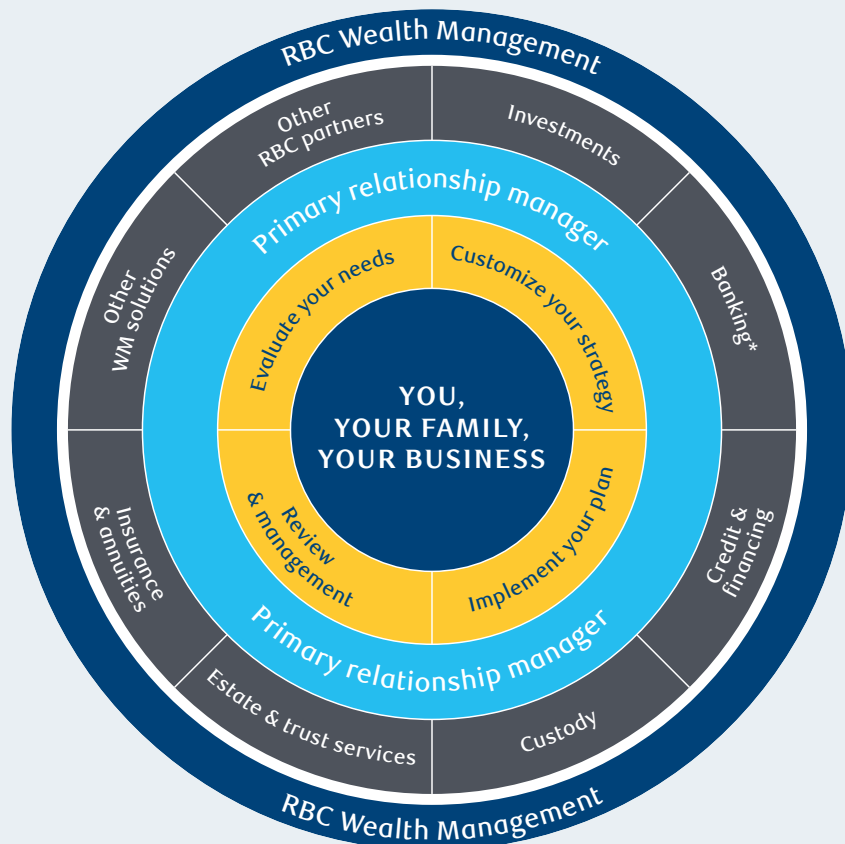 RBC Wealth Management
Other
RBC partners
Investments
Primary relationship manager
Other
WM solutions
Banking*
Evaluate your needs
Customize your strategy
YOU,
YOUR FAMILY,
YOUR BUSINESS
Review
& management
Implement your plan
Insurance
& annuities
Credit &
financing
Primary relationship manager
Estate & trust services
Custody
RBC Wealth Management